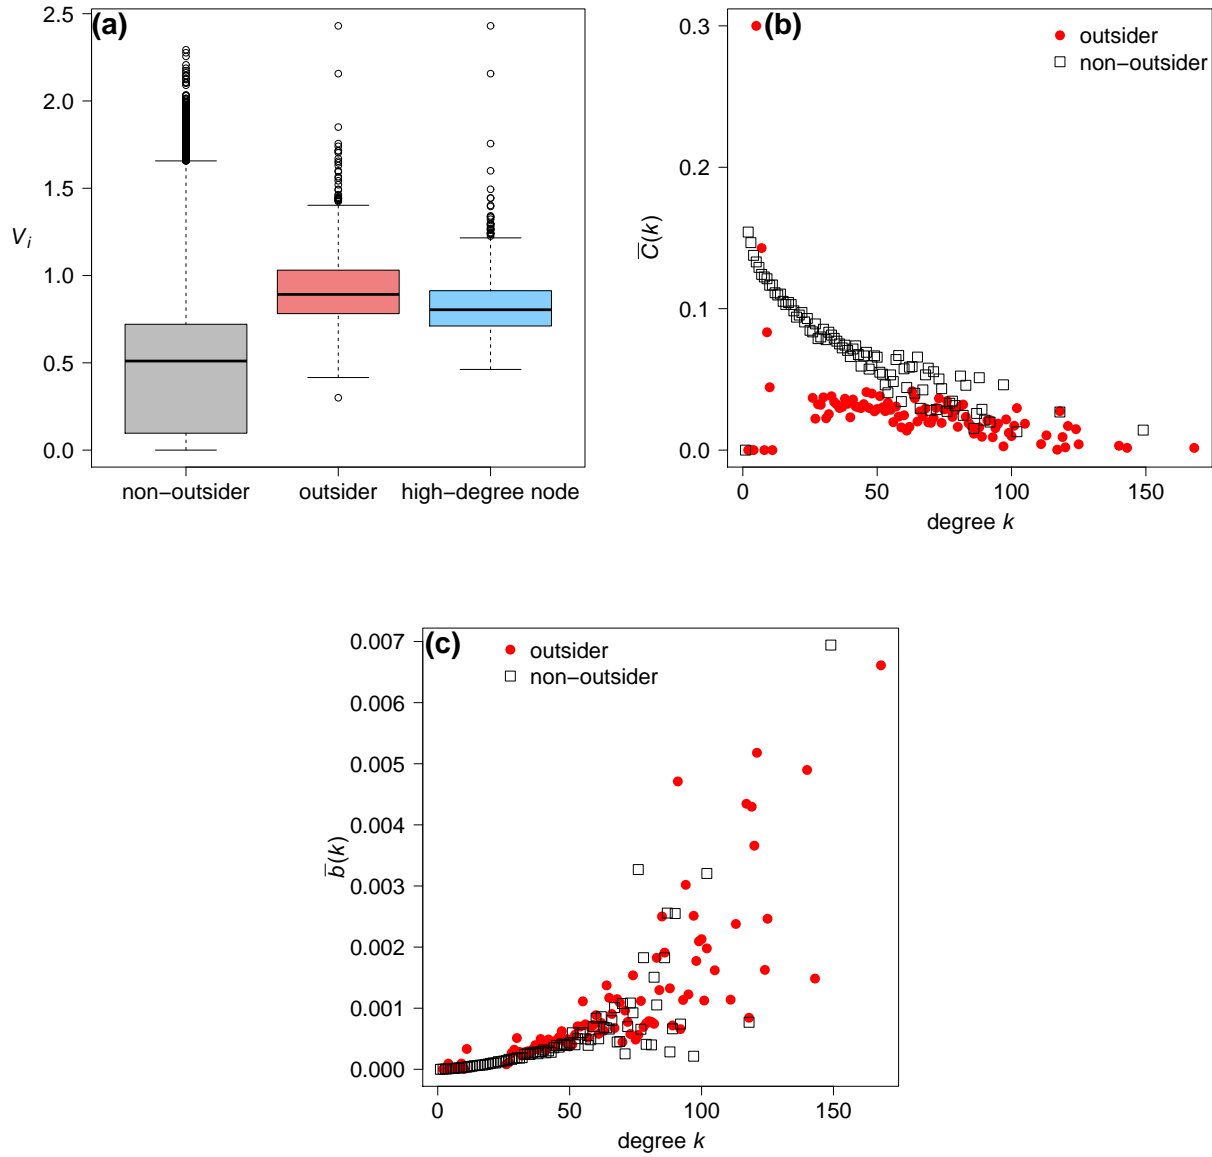 (a)
2.5
2.0
1.5
1.0
0.5
0.0
V_i
non−outsider outsider high−degree node
(b)
outsider
non−outsider
0.3
0.2
0.1
0.0
C̅(k)
0 50 100 150
degree k
(c)
outsider
non−outsider
0.007
0.006
0.005
0.004
0.003
0.002
0.001
0.000
b̅(k)
0 50 100 150
degree k